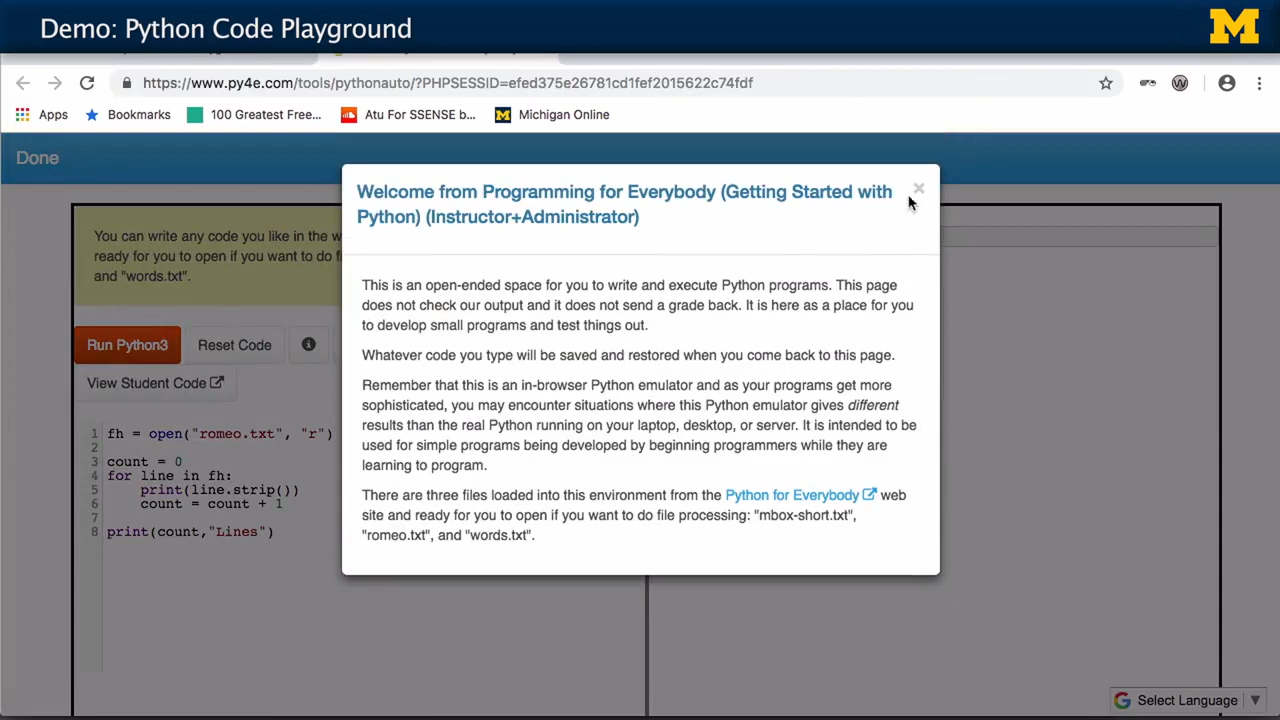 Demo: Python Code Playground
M
https://www.py4e.com/tools/pythonauto/?PHPSESSID=efed375e26781cd1fef2015622c74fdf
Apps
Bookmarks
100 Greatest Free...
Atu For SSENSE b...
Michigan Online
Done
Welcome from Programming for Everybody (Getting Started with
Python) (Instructor+Administrator)
×
You can write any code you like in the w
ready for you to open if you want to do fi
and "words.txt".
Run Python3
Reset Code
View Student Code
1 fh = open("romeo.txt", "r")
2
3 count = 0
4 for line in fh:
5     print(line.strip())
6     count = count + 1
7
8 print(count,"Lines")
This is an open-ended space for you to write and execute Python programs. This page
does not check our output and it does not send a grade back. It is here as a place for you
to develop small programs and test things out.
Whatever code you type will be saved and restored when you come back to this page.
Remember that this is an in-browser Python emulator and as your programs get more
sophisticated, you may encounter situations where this Python emulator gives different
results than the real Python running on your laptop, desktop, or server. It is intended to be
used for simple programs being developed by beginning programmers while they are
learning to program.
There are three files loaded into this environment from the Python for Everybody web
site and ready for you to open if you want to do file processing: "mbox-short.txt",
"romeo.txt", and "words.txt".
Select Language